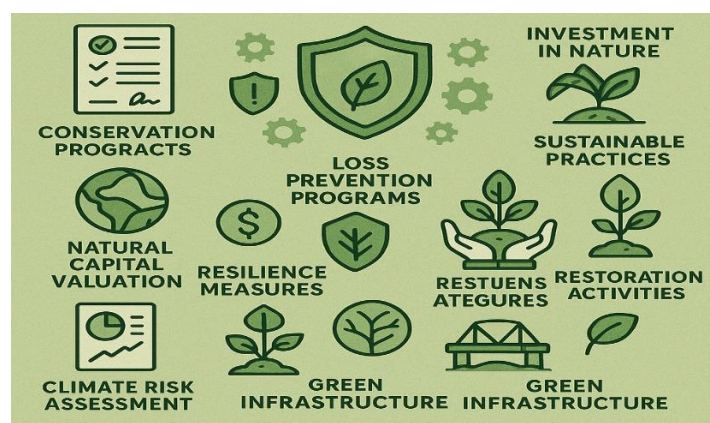 INVESTMENT
IN NATURE
CONSERVATION
PROGRACTS
LOSS
PREVENTION
PROGRAMS
SUSTAINABLE
PRACTICES
NATURAL
CAPITAL
VALUATION
RESILIENCE
MEASURES
RESTUENS
ATEGURES
RESTORATION
ACTIVITIES
CLIMATE RISK
ASSESSMENT
GREEN
INFRASTRUCTURE
GREEN
INFRASTRUCTURE